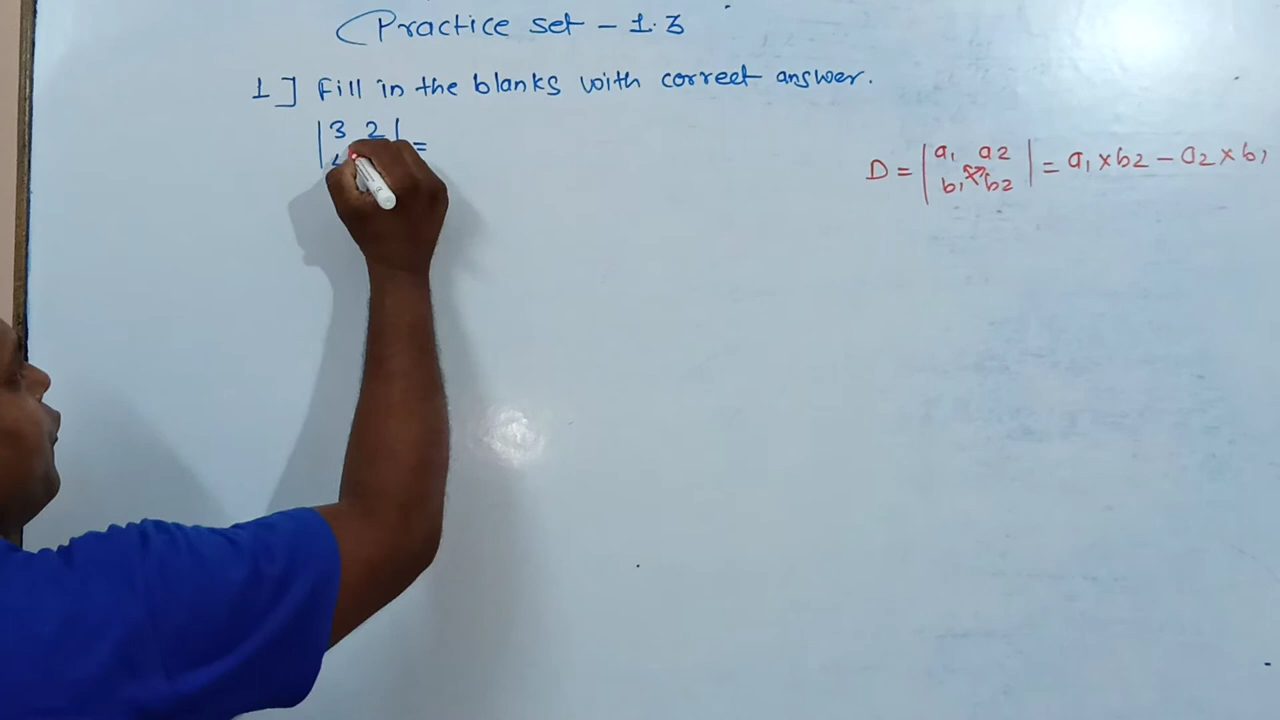 Practice set - 1.3
1] Fill in the blanks with correct answer.
| 3 2 | =
D = | a₁ a2 | = a₁ × b2 - a2 × b₁
b₁ b2